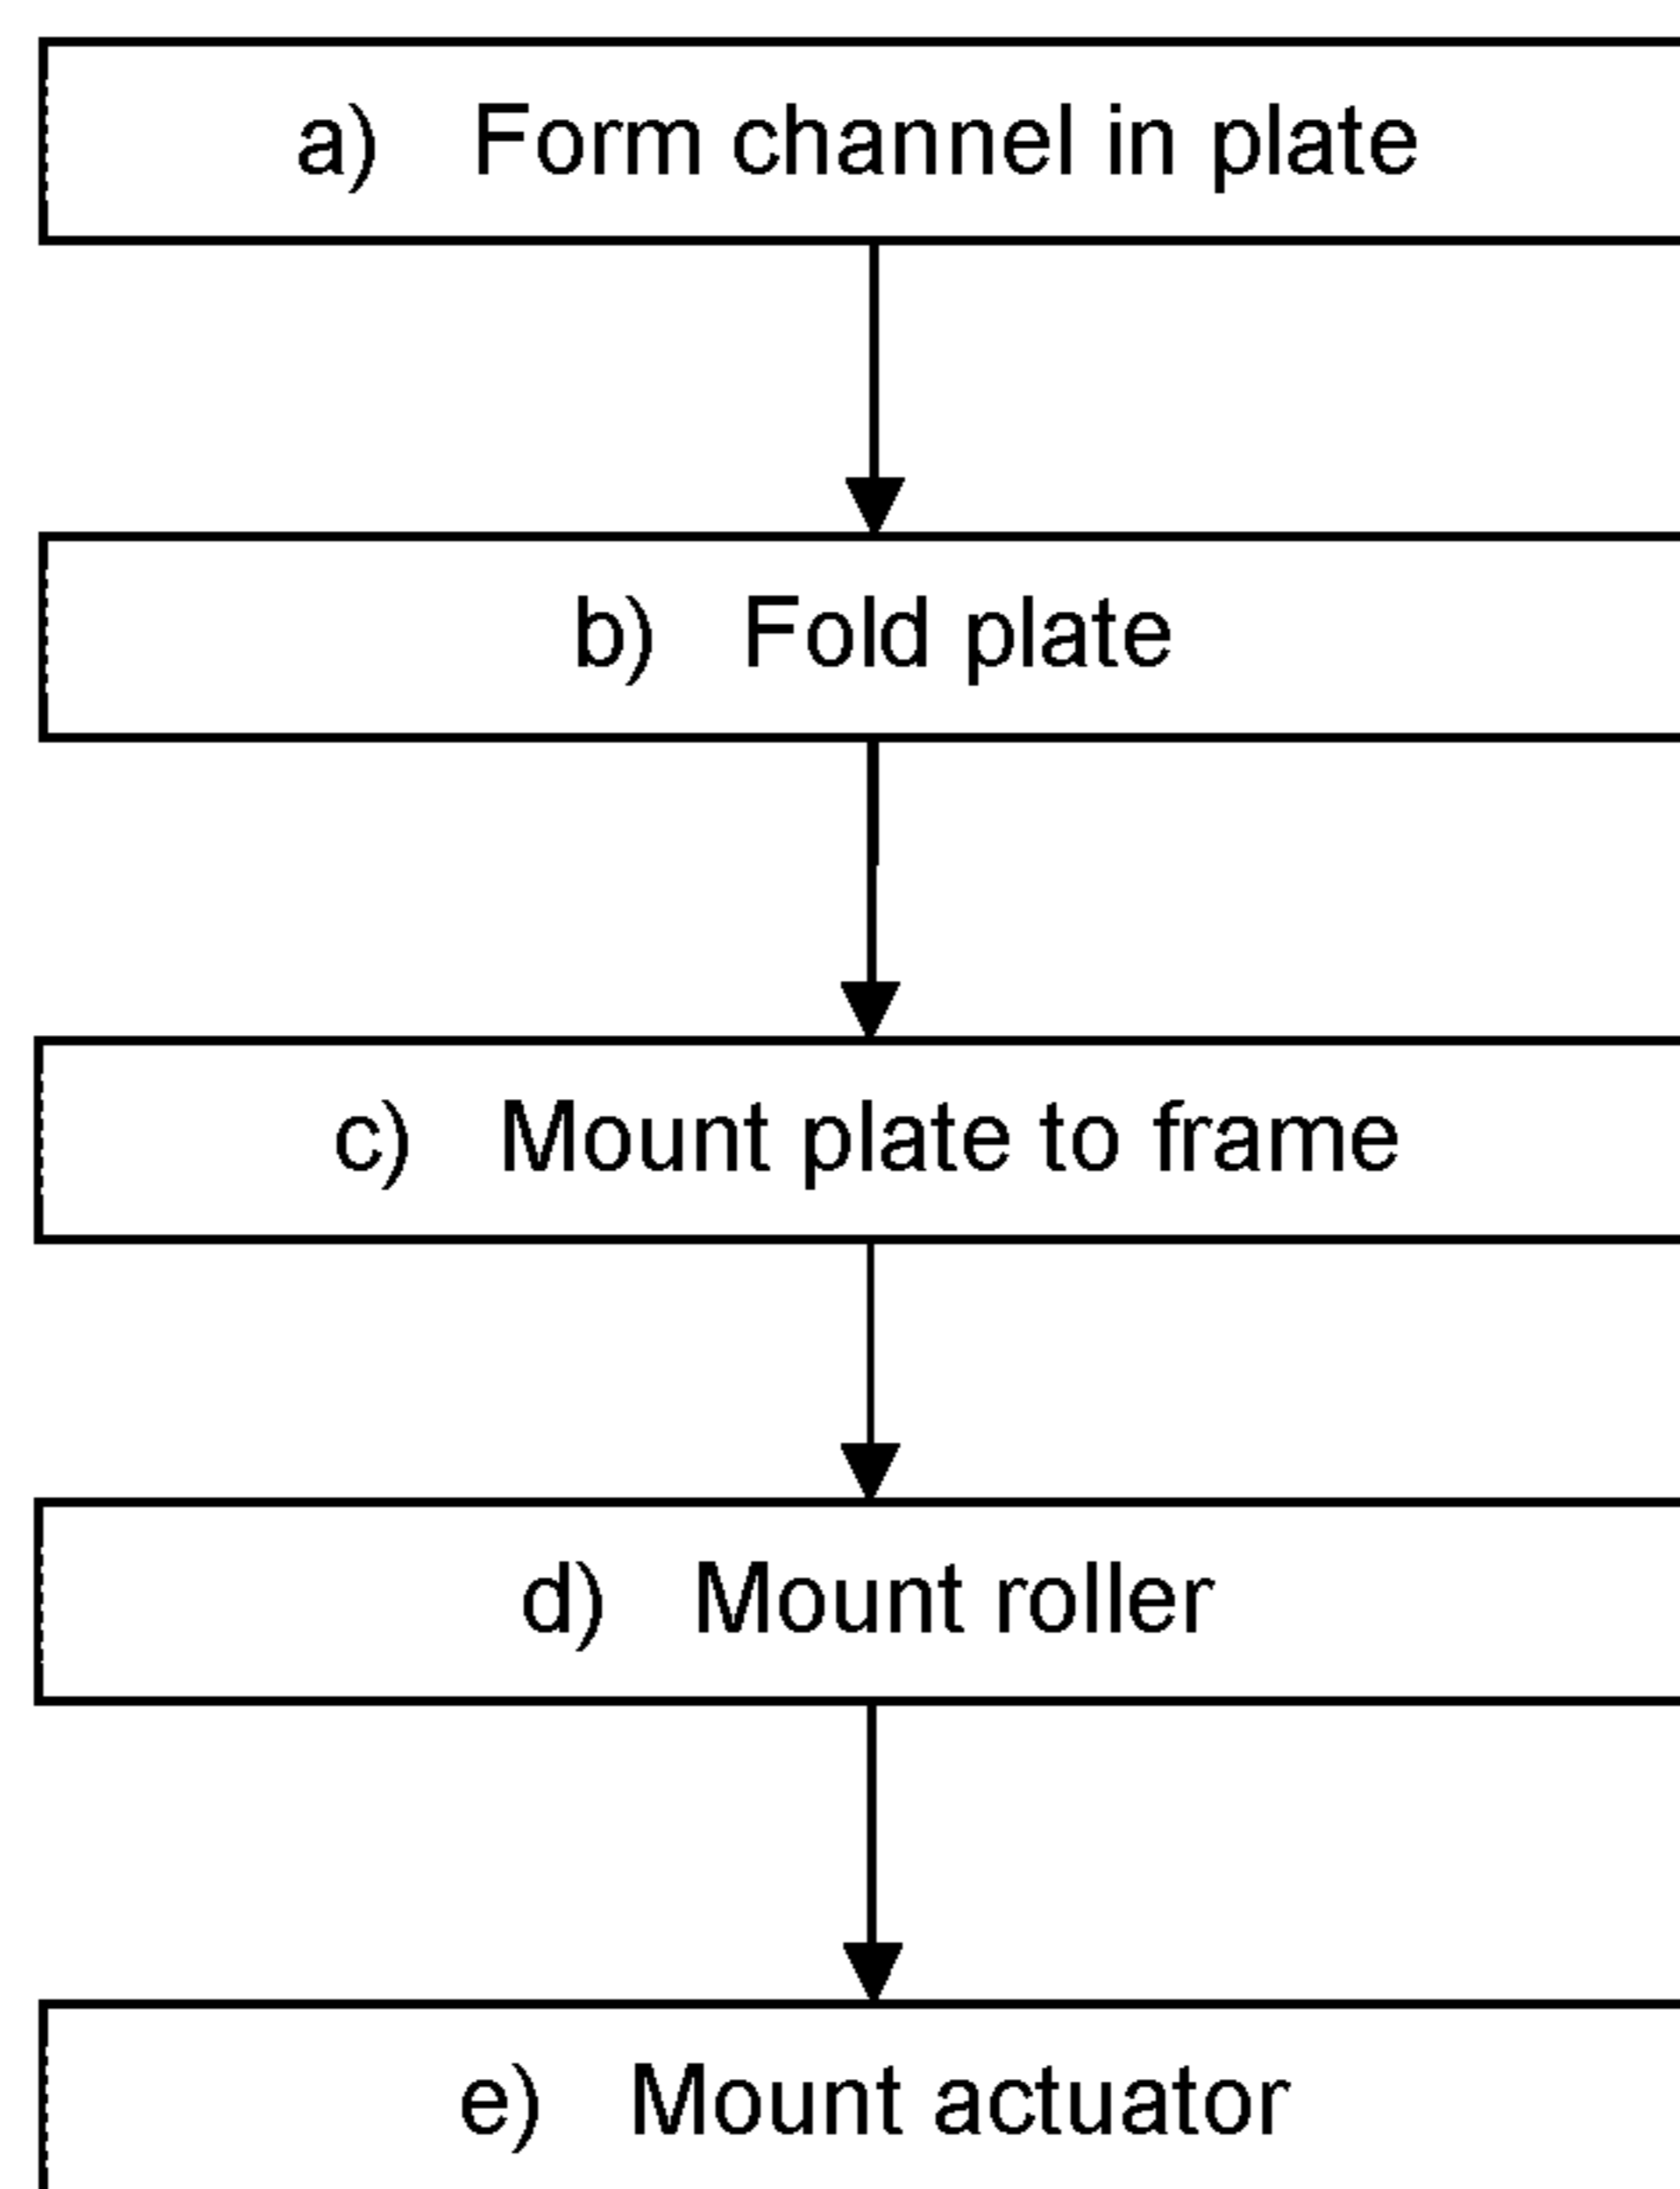 a) Form channel in plate
b) Fold plate
c) Mount plate to frame
d) Mount roller
e) Mount actuator